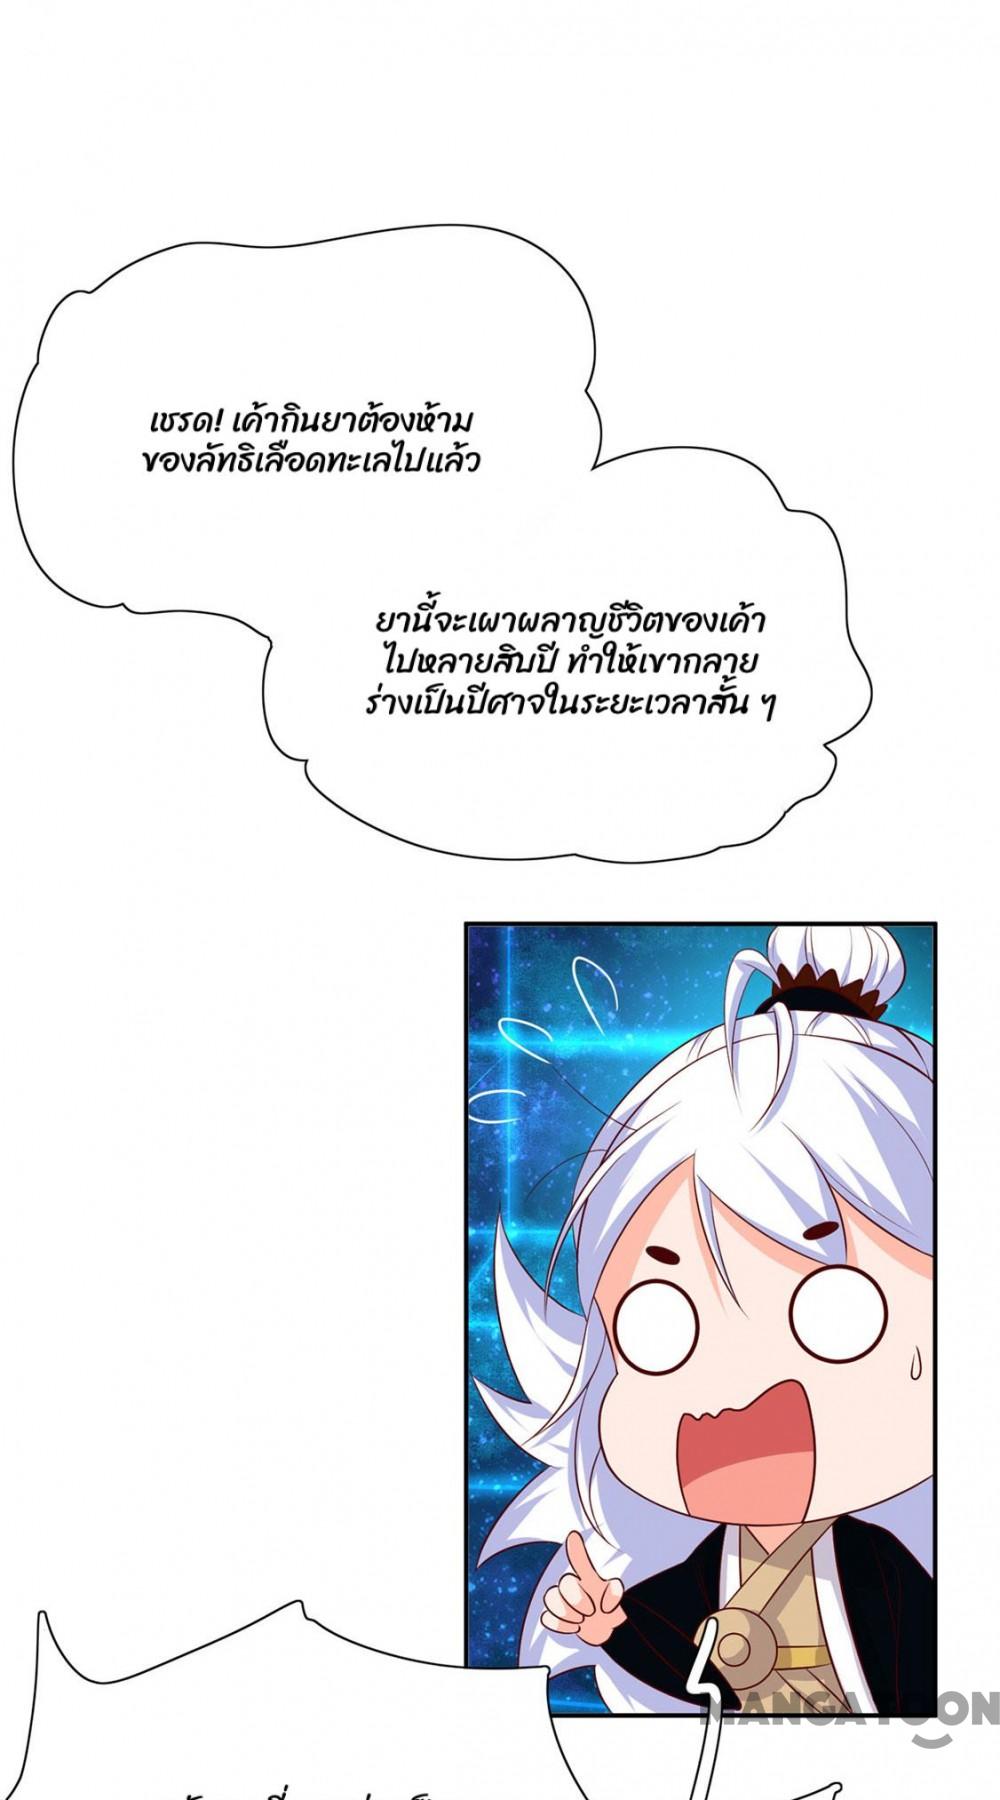 เชรด! เค้ากินยาต้องห้าม
ของลัทธิเลือดทะเลไปแล้ว
ยานี้จะเผาผลาญชีวิตของเค้า
ไปหลายสิบปี ทำให้เขากลาย
ร่างเป็นปีศาจในระยะเวลาสั้น ๆ
MANGATOON